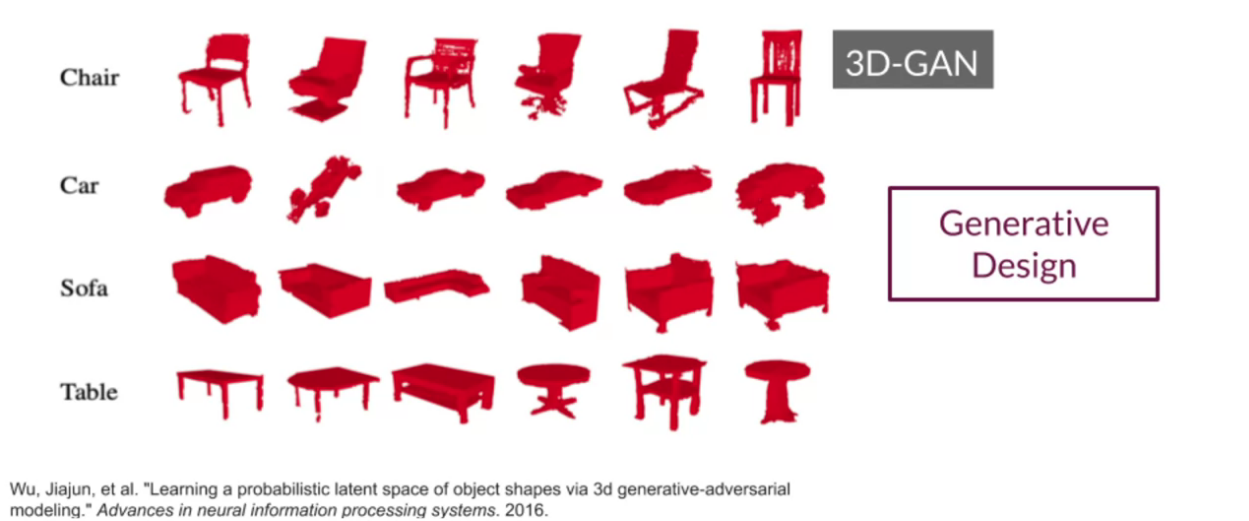 Chair
3D-GAN
Car
Generative
Design
Sofa
Table
Wu, Jiajun, et al. "Learning a probabilistic latent space of object shapes via 3d generative-adversarial
modeling." Advances in neural information processing systems. 2016.